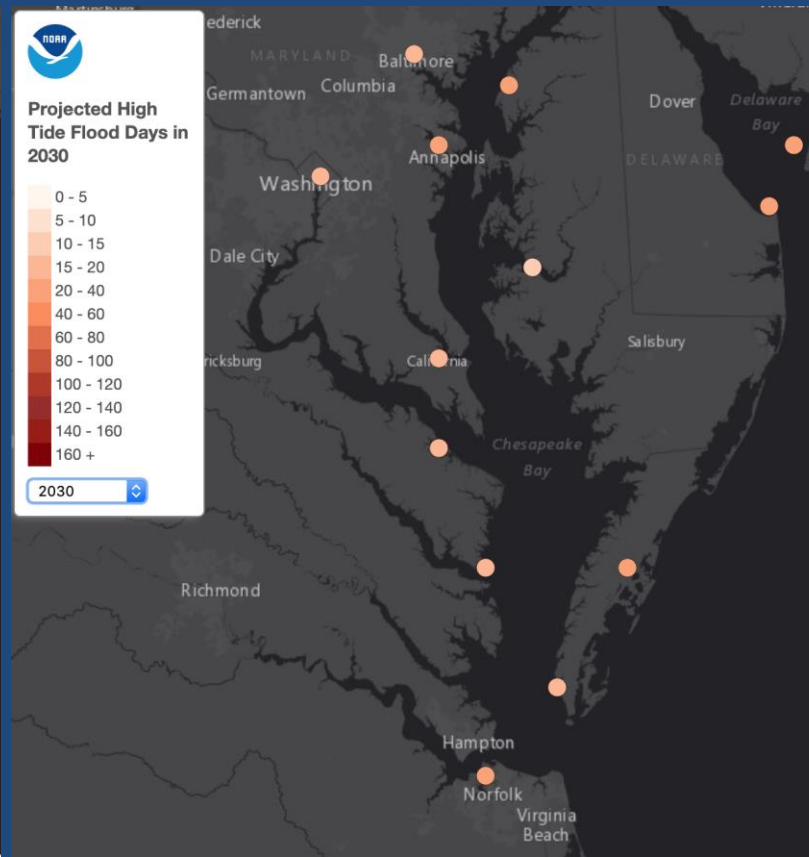 NOAA
Projected High
Tide Flood Days in
2030
0 - 5
5 - 10
10 - 15
15 - 20
20 - 40
40 - 60
60 - 80
80 - 100
100 - 120
120 - 140
140 - 160
160 +
2030
ederick
MARYLAND
Baltimore
Columbia
Germantown
Dover
Delaware
Bay
Annapolis
DELAWARE
Washington
Dale City
Salisbury
ricksburg
California
Chesapeake
Bay
Richmond
Hampton
Norfolk
Virginia
Beach